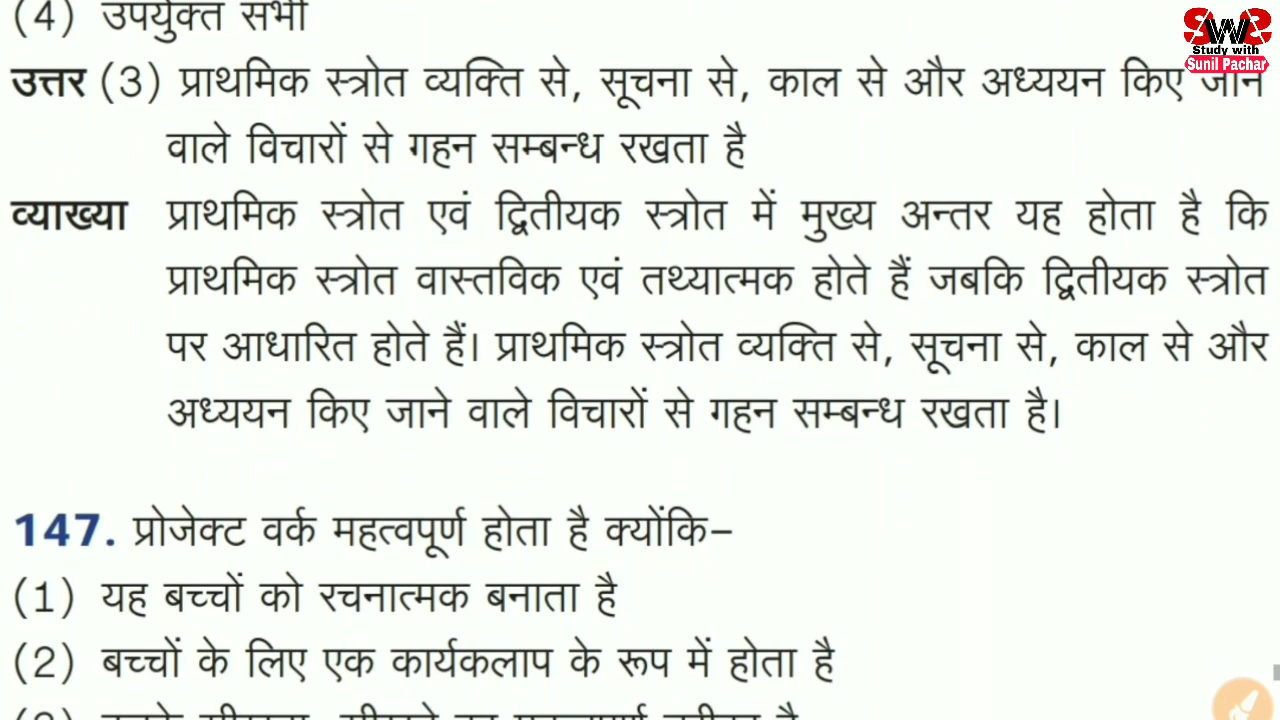 (4) उपर्युक्त सभी
SWS
Study with
Sunil Pachar
उत्तर (3) प्राथमिक स्त्रोत व्यक्ति से, सूचना से, काल से और अध्ययन किए जाने
वाले विचारों से गहन सम्बन्ध रखता है
व्याख्या प्राथमिक स्त्रोत एवं द्वितीयक स्त्रोत में मुख्य अन्तर यह होता है कि
प्राथमिक स्त्रोत वास्तविक एवं तथ्यात्मक होते हैं जबकि द्वितीयक स्त्रोत
पर आधारित होते हैं। प्राथमिक स्त्रोत व्यक्ति से, सूचना से, काल से और
अध्ययन किए जाने वाले विचारों से गहन सम्बन्ध रखता है।
147. प्रोजेक्ट वर्क महत्वपूर्ण होता है क्योंकि–
(1) यह बच्चों को रचनात्मक बनाता है
(2) बच्चों के लिए एक कार्यकलाप के रूप में होता है